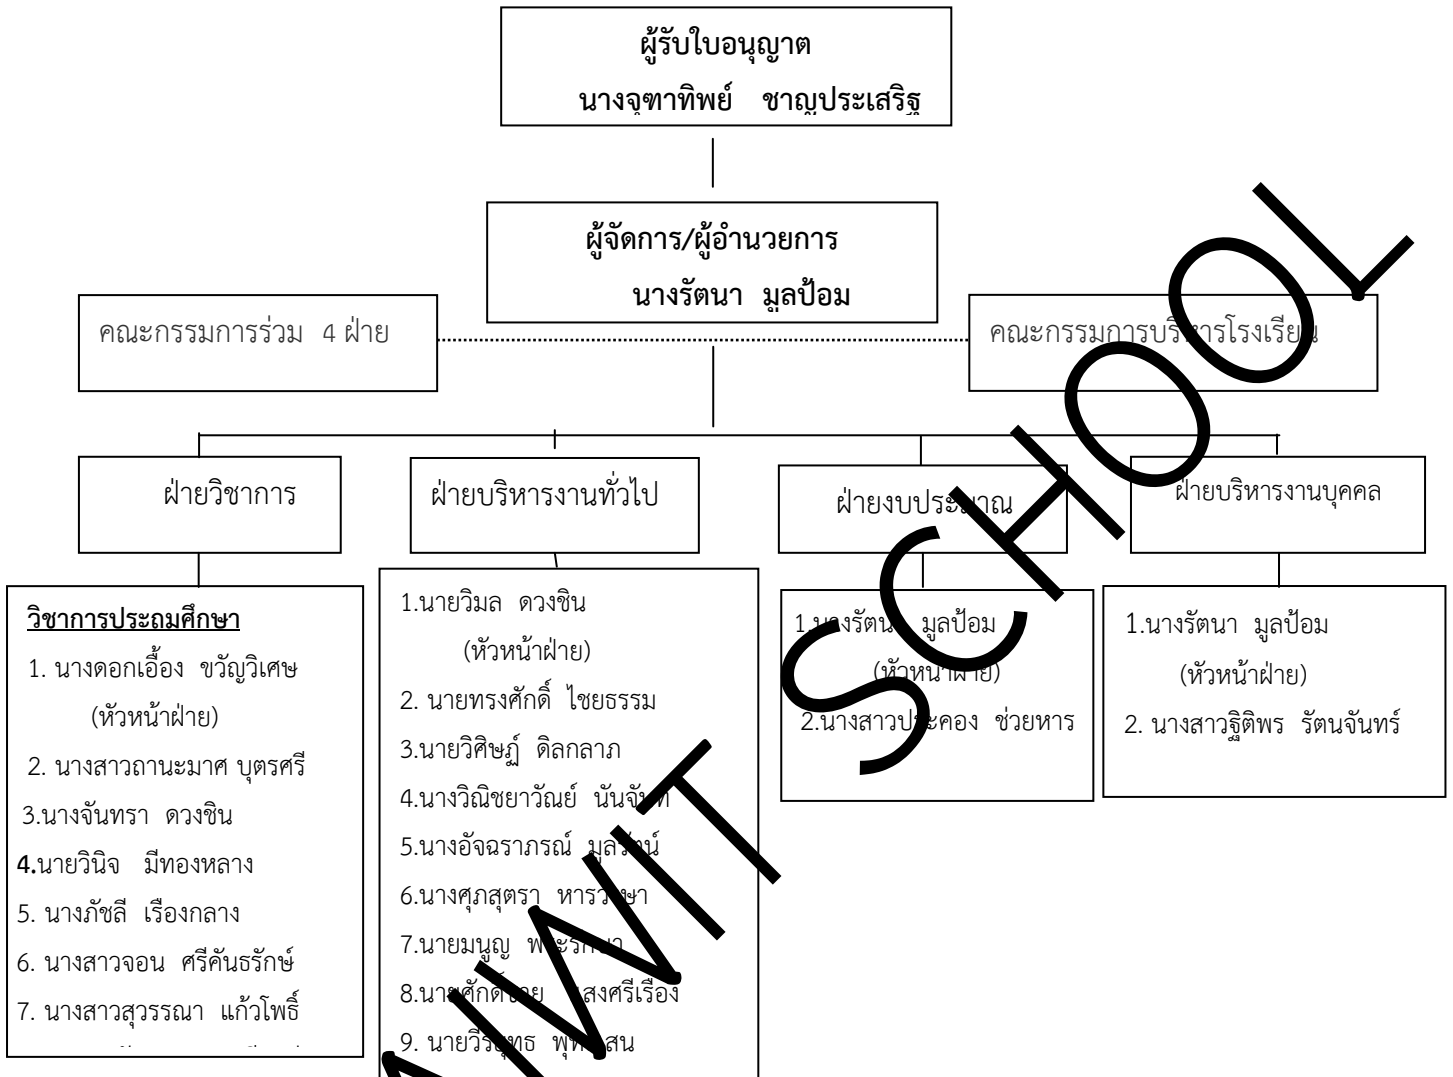 ผู้รับใบอนุญาต
นางจุฑาทิพย์ ชาญประเสริฐ
ผู้จัดการ/ผู้อำนวยการ
นางรัตนา มูลป้อม
คณะกรรมการร่วม 4 ฝ่าย
คณะกรรมการบริหารโรงเรียน
ฝ่ายวิชาการ
ฝ่ายบริหารงานทั่วไป
ฝ่ายงบประมาณ
ฝ่ายบริหารงานบุคคล
วิชาการประถมศึกษา
1. นางดอกเอื้อง ขวัญวิเศษ
(หัวหน้าฝ่าย)
2. นางสาวถานะมาศ บุตรศรี
3.นางจันทรา ดวงชิน
4.นายวินิจ มีทองหลาง
5. นางภัชลี เรืองกลาง
6. นางสาวจอน ศรีคันธรักษ์
7. นางสาวสุวรรณา แก้วโพธิ์
1.นายวิมล ดวงชิน
(หัวหน้าฝ่าย)
2. นายทรงศักดิ์ ไชยธรรม
3.นายวิศิษฏ์ ดิลกลาภ
4.นางวิณิชยาวัณย์
5.นางอัจฉราภรณ์ มูลรัตน์
6.นางศุภสุตรา
7.นายมนูญ
8.นายศักดิ์ชาย แสงศรีเรือง
9. นายวีรยุทธ
1.นางรัตนา มูลป้อม
(หัวหน้าฝ่าย)
2.นางสาวประคอง ช่วยหาร
1.นางรัตนา มูลป้อม
(หัวหน้าฝ่าย)
2. นางสาวฐิติพร รัตนจันทร์
WIT SCHOOL